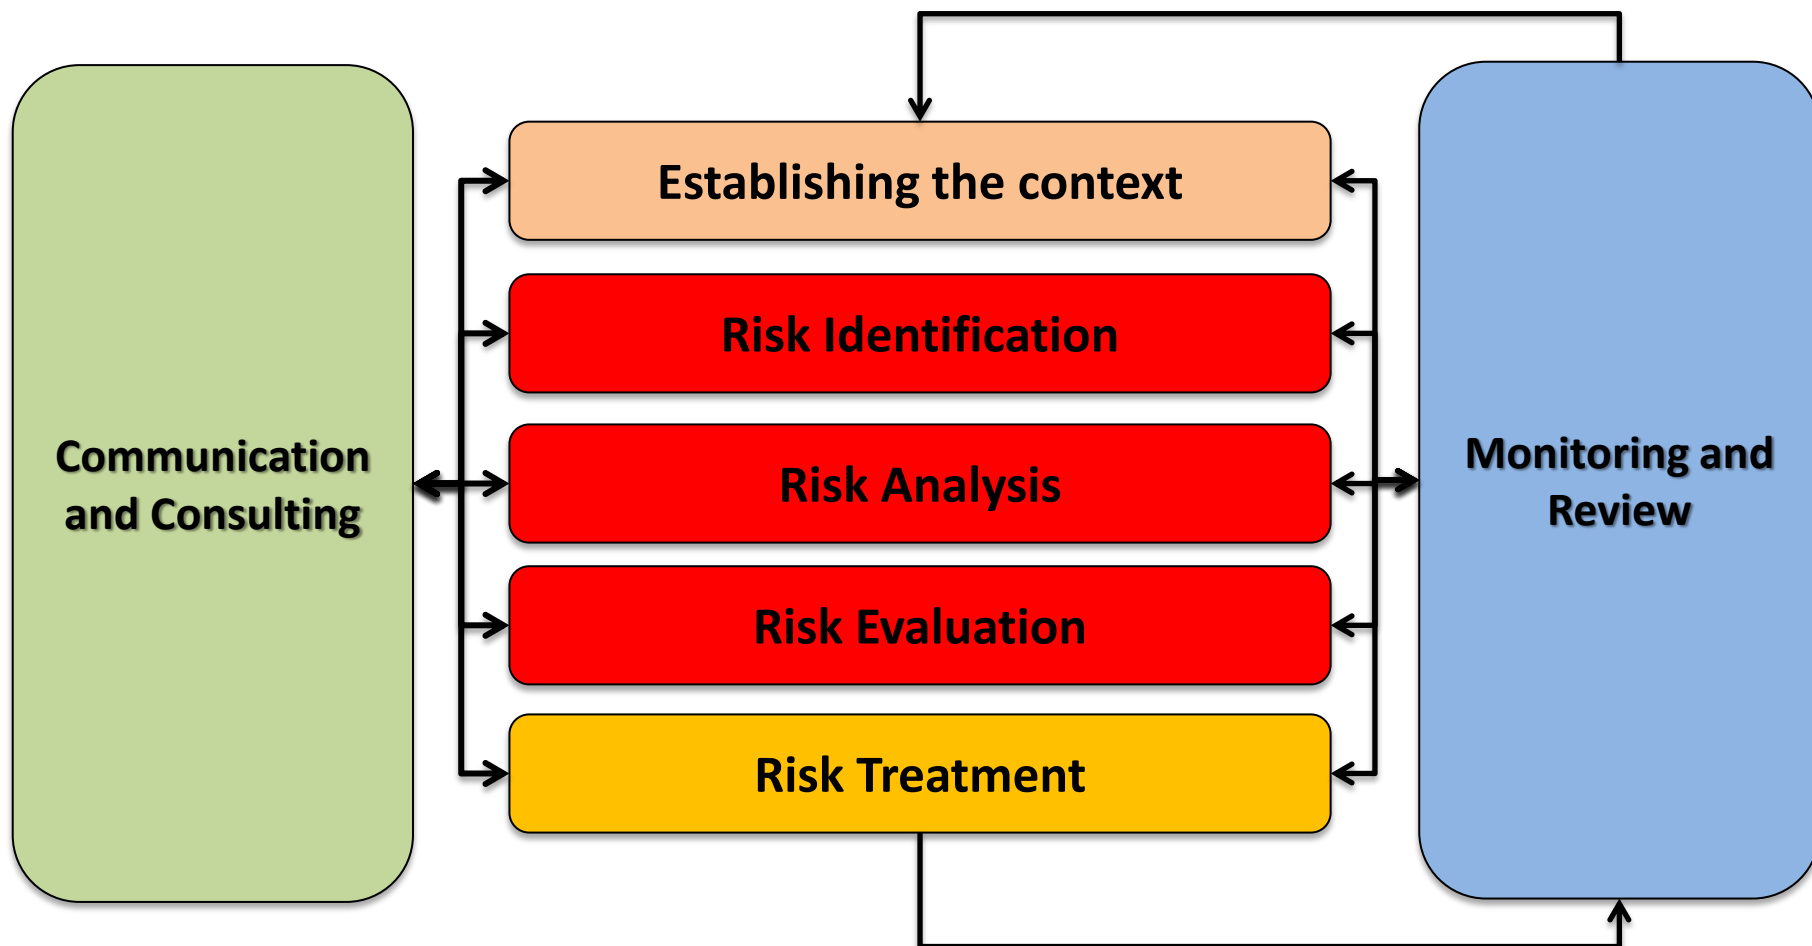 Establishing the context
Risk Identification
Communication
and Consulting
Risk Analysis
Monitoring and
Review
Risk Evaluation
Risk Treatment